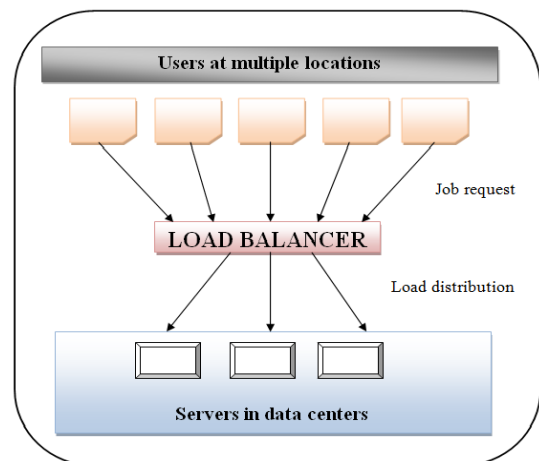 Users at multiple locations
Job request
LOAD BALANCER
Load distribution
Servers in data centers